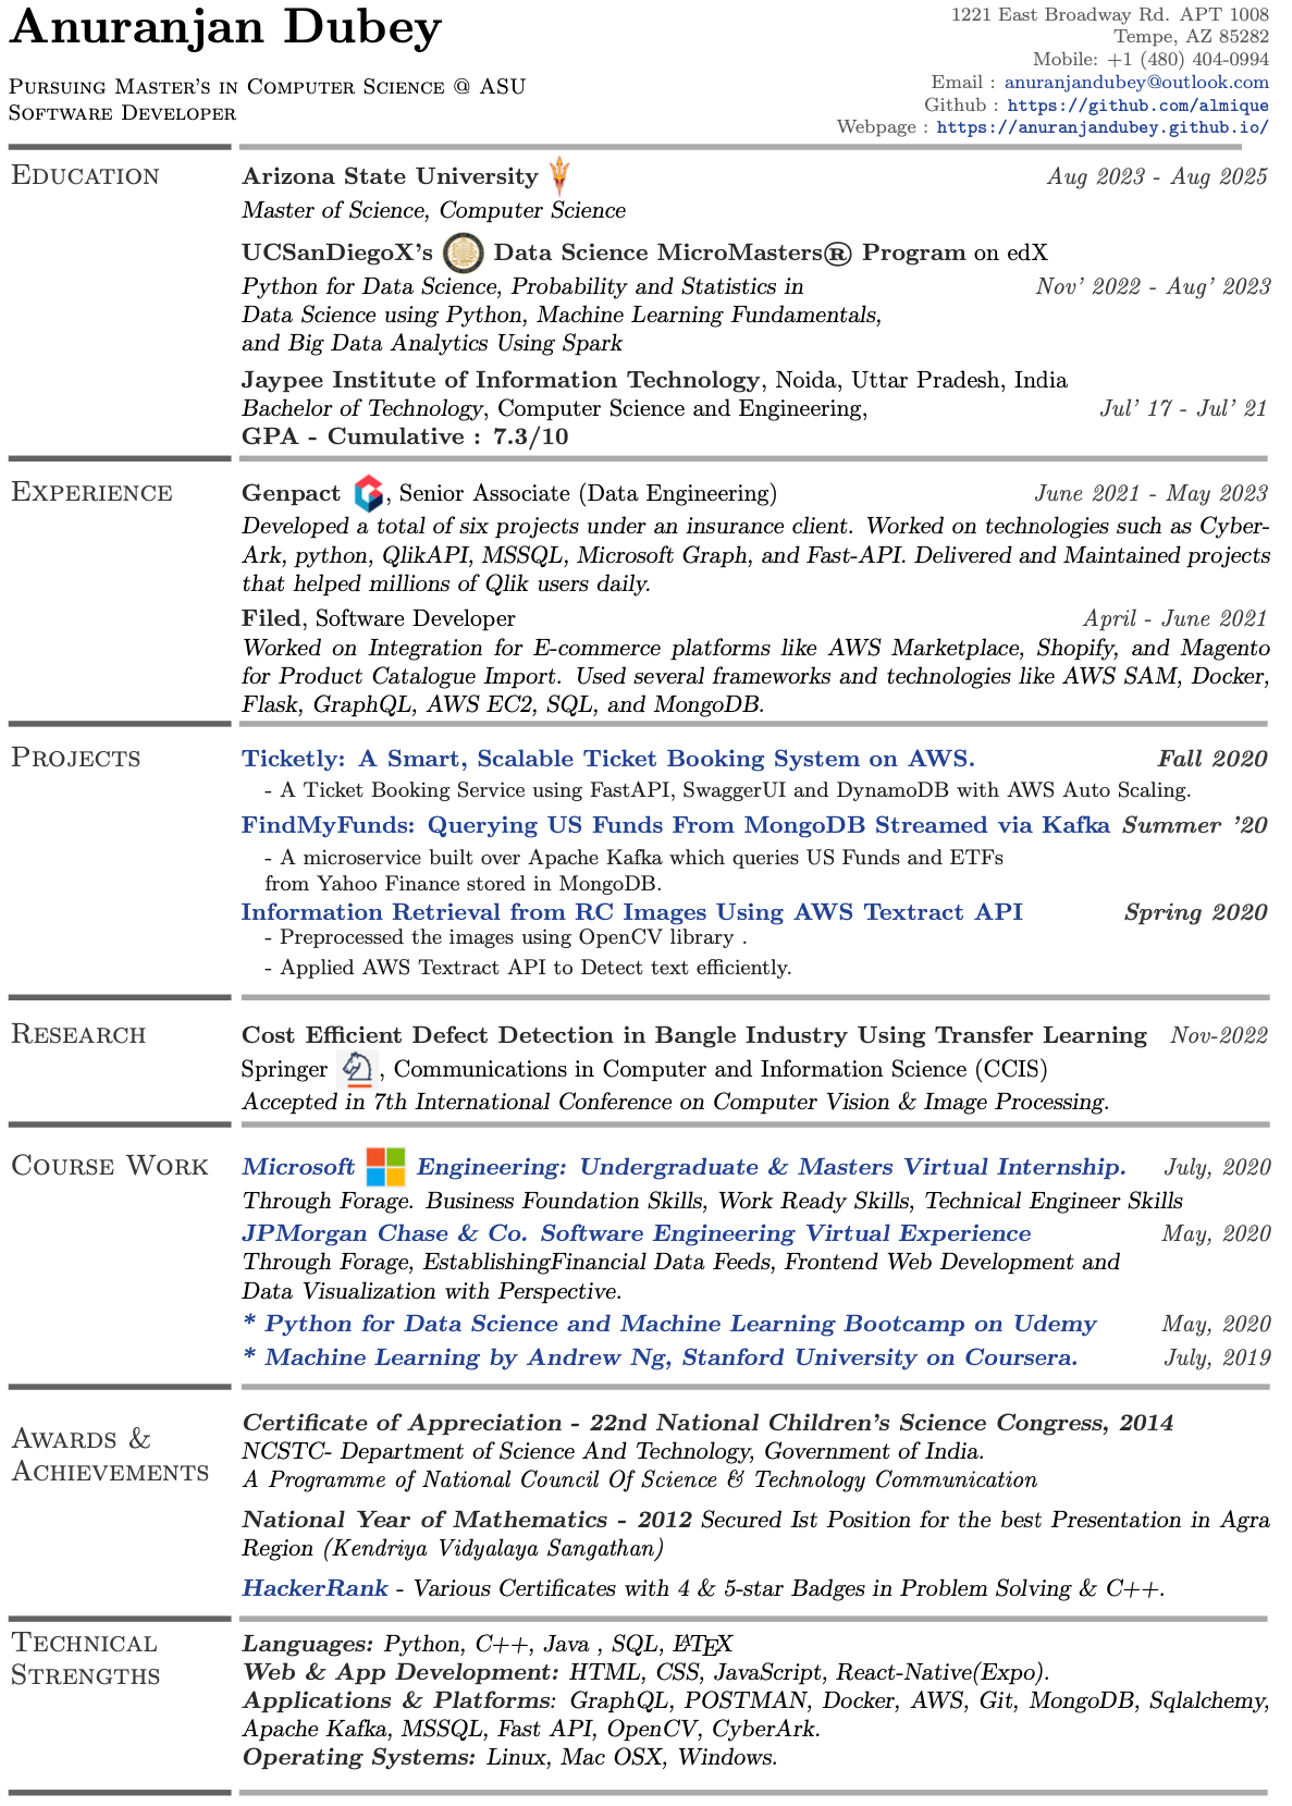 Anuranjan Dubey
Pursuing Master's in Computer Science @ ASU
Software Developer
1221 East Broadway Rd. APT 1008
Tempe, AZ 85282
Mobile: +1 (480) 404-0994
Email : anuranjandubey@outlook.com
Github : https://github.com/almique
Webpage : https://anuranjandubey.github.io/
Education
Arizona State University Aug 2023 - Aug 2025
Master of Science, Computer Science
UCSanDiegoX's Data Science MicroMasters® Program on edX
Python for Data Science, Probability and Statistics in Nov' 2022 - Aug' 2023
Data Science using Python, Machine Learning Fundamentals,
and Big Data Analytics Using Spark
Jaypee Institute of Information Technology, Noida, Uttar Pradesh, India
Bachelor of Technology, Computer Science and Engineering, Jul' 17 - Jul' 21
GPA - Cumulative : 7.3/10
Experience
Genpact , Senior Associate (Data Engineering) June 2021 - May 2023
Developed a total of six projects under an insurance client. Worked on technologies such as Cyber-
Ark, python, QlikAPI, MSSQL, Microsoft Graph, and Fast-API. Delivered and Maintained projects
that helped millions of Qlik users daily.
Filed, Software Developer April - June 2021
Worked on Integration for E-commerce platforms like AWS Marketplace, Shopify, and Magento
for Product Catalogue Import. Used several frameworks and technologies like AWS SAM, Docker,
Flask, GraphQL, AWS EC2, SQL, and MongoDB.
Projects
Ticketly: A Smart, Scalable Ticket Booking System on AWS. Fall 2020
- A Ticket Booking Service using FastAPI, SwaggerUI and DynamoDB with AWS Auto Scaling.
FindMyFunds: Querying US Funds From MongoDB Streamed via Kafka Summer '20
- A microservice built over Apache Kafka which queries US Funds and ETFs
from Yahoo Finance stored in MongoDB.
Information Retrieval from RC Images Using AWS Textract API Spring 2020
- Preprocessed the images using OpenCV library .
- Applied AWS Textract API to Detect text efficiently.
Research
Cost Efficient Defect Detection in Bangle Industry Using Transfer Learning Nov-2022
Springer , Communications in Computer and Information Science (CCIS)
Accepted in 7th International Conference on Computer Vision & Image Processing.
Course Work
Microsoft Engineering: Undergraduate & Masters Virtual Internship. July, 2020
Through Forage. Business Foundation Skills, Work Ready Skills, Technical Engineer Skills
JPMorgan Chase & Co. Software Engineering Virtual Experience May, 2020
Through Forage, EstablishingFinancial Data Feeds, Frontend Web Development and
Data Visualization with Perspective.
* Python for Data Science and Machine Learning Bootcamp on Udemy May, 2020
* Machine Learning by Andrew Ng, Stanford University on Coursera. July, 2019
Awards &
Achievements
Certificate of Appreciation - 22nd National Children's Science Congress, 2014
NCSTC- Department of Science And Technology, Government of India.
A Programme of National Council Of Science & Technology Communication
National Year of Mathematics - 2012 Secured Ist Position for the best Presentation in Agra
Region (Kendriya Vidyalaya Sangathan)
HackerRank - Various Certificates with 4 & 5-star Badges in Problem Solving & C++.
Technical
Strengths
Languages: Python, C++, Java , SQL, LATEX
Web & App Development: HTML, CSS, JavaScript, React-Native(Expo).
Applications & Platforms: GraphQL, POSTMAN, Docker, AWS, Git, MongoDB, Sqlalchemy,
Apache Kafka, MSSQL, Fast API, OpenCV, CyberArk.
Operating Systems: Linux, Mac OSX, Windows.